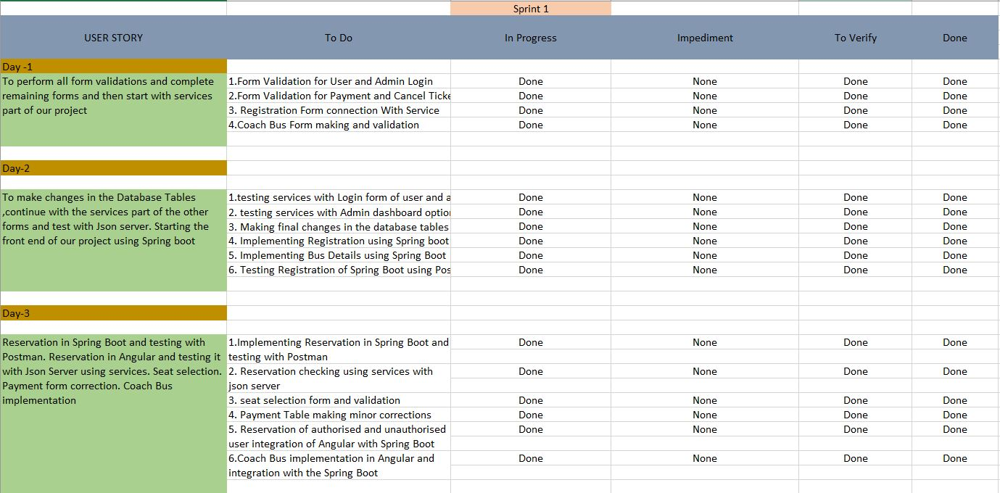 Sprint 1
USER STORY To Do In Progress Impediment To Verify Done
Day -1
To perform all form validations and complete 1.Form Validation for User and Admin Login Done None Done Done
remaining forms and then start with services 2.Form Validation for Payment and Cancel Done None Done Done
part of our project 3. Registration Form connection With Service Done None Done Done
4.Coach Bus Form making and validation Done None Done Done
Day-2
To make changes in the Database Tables 1.testing services with Login form of user and Done None Done Done
,continue with the services part of the other 2. testing services with Admin dashboard Done None Done Done
forms and test with Json server. Starting the 3. Making final changes in the database tables Done None Done Done
front end of our project using Spring boot 4. Implementing Registration using Spring boot Done None Done Done
5. Implementing Bus Details using Spring Boot Done None Done Done
6. Testing Registration of Spring Boot using Done None Done Done
Day-3
Reservation in Spring Boot and testing with 1.Implementing Reservation in Spring Boot and Done None Done Done
Postman. Reservation in Angular and testing it testing with Postman
with Json Server using services. Seat selection. 2. Reservation checking using services with Done None Done Done
Payment form correction. Coach Bus json server
implementation 3. seat selection form and validation Done None Done Done
4. Payment Table making minor corrections Done None Done Done
5. Reservation of authorised and unauthorised Done None Done Done
user integration of Angular with Spring Boot
6.Coach Bus implementation in Angular and Done None Done Done
integration with the Spring Boot